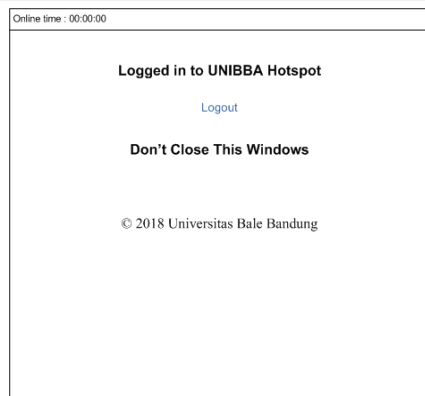 Online time : 00:00:00
Logged in to UNIBBA Hotspot
Logout
Don't Close This Windows
© 2018 Universitas Bale Bandung